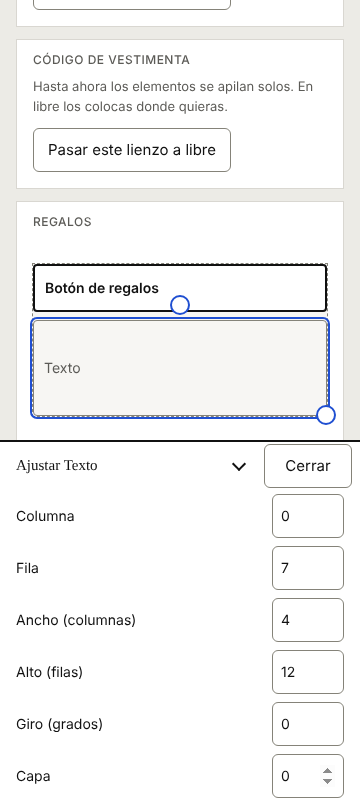 CÓDIGO DE VESTIMENTA
Hasta ahora los elementos se apilan solos. En
libre los colocas donde quieras.
Pasar este lienzo a libre
REGALOS
Botón de regalos
Texto
Ajustar Texto
Cerrar
Columna
0
Fila
7
Ancho (columnas)
4
Alto (filas)
12
Giro (grados)
0
Capa
0